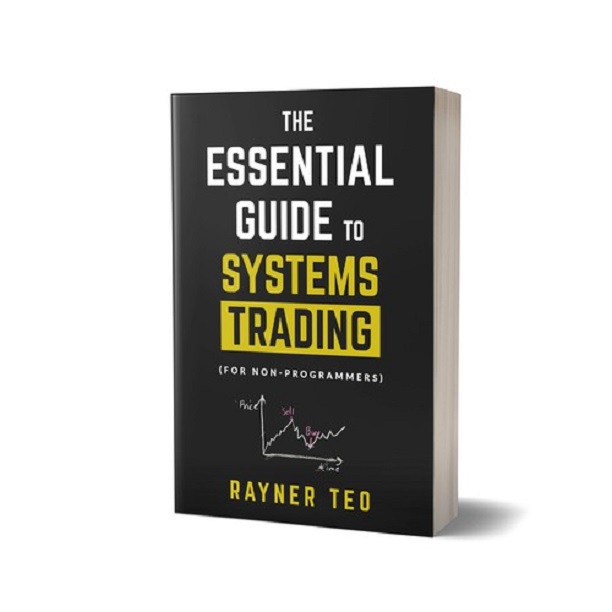 THE
ESSENTIAL
GUIDE TO
SYSTEMS
TRADING
(FOR NON-PROGRAMMERS)
Price
Sell
Buy
time
RAYNER TEO